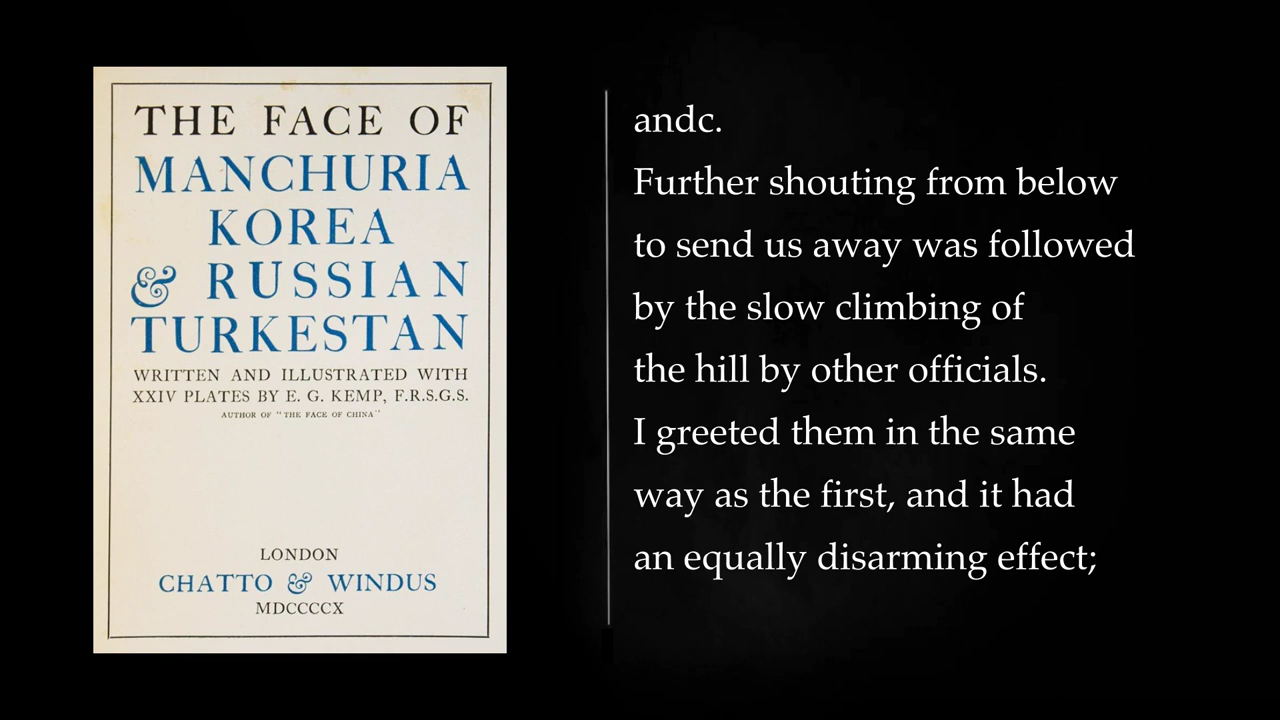 THE FACE OF
MANCHURIA
KOREA
& RUSSIAN
TURKESTAN
WRITTEN AND ILLUSTRATED WITH
XXIV PLATES BY E. G. KEMP, F.R.S.G.S.
AUTHOR OF "THE FACE OF CHINA"
LONDON
CHATTO & WINDUS
MDCCCCX
andc.
Further shouting from below
to send us away was followed
by the slow climbing of
the hill by other officials.
I greeted them in the same
way as the first, and it had
an equally disarming effect;